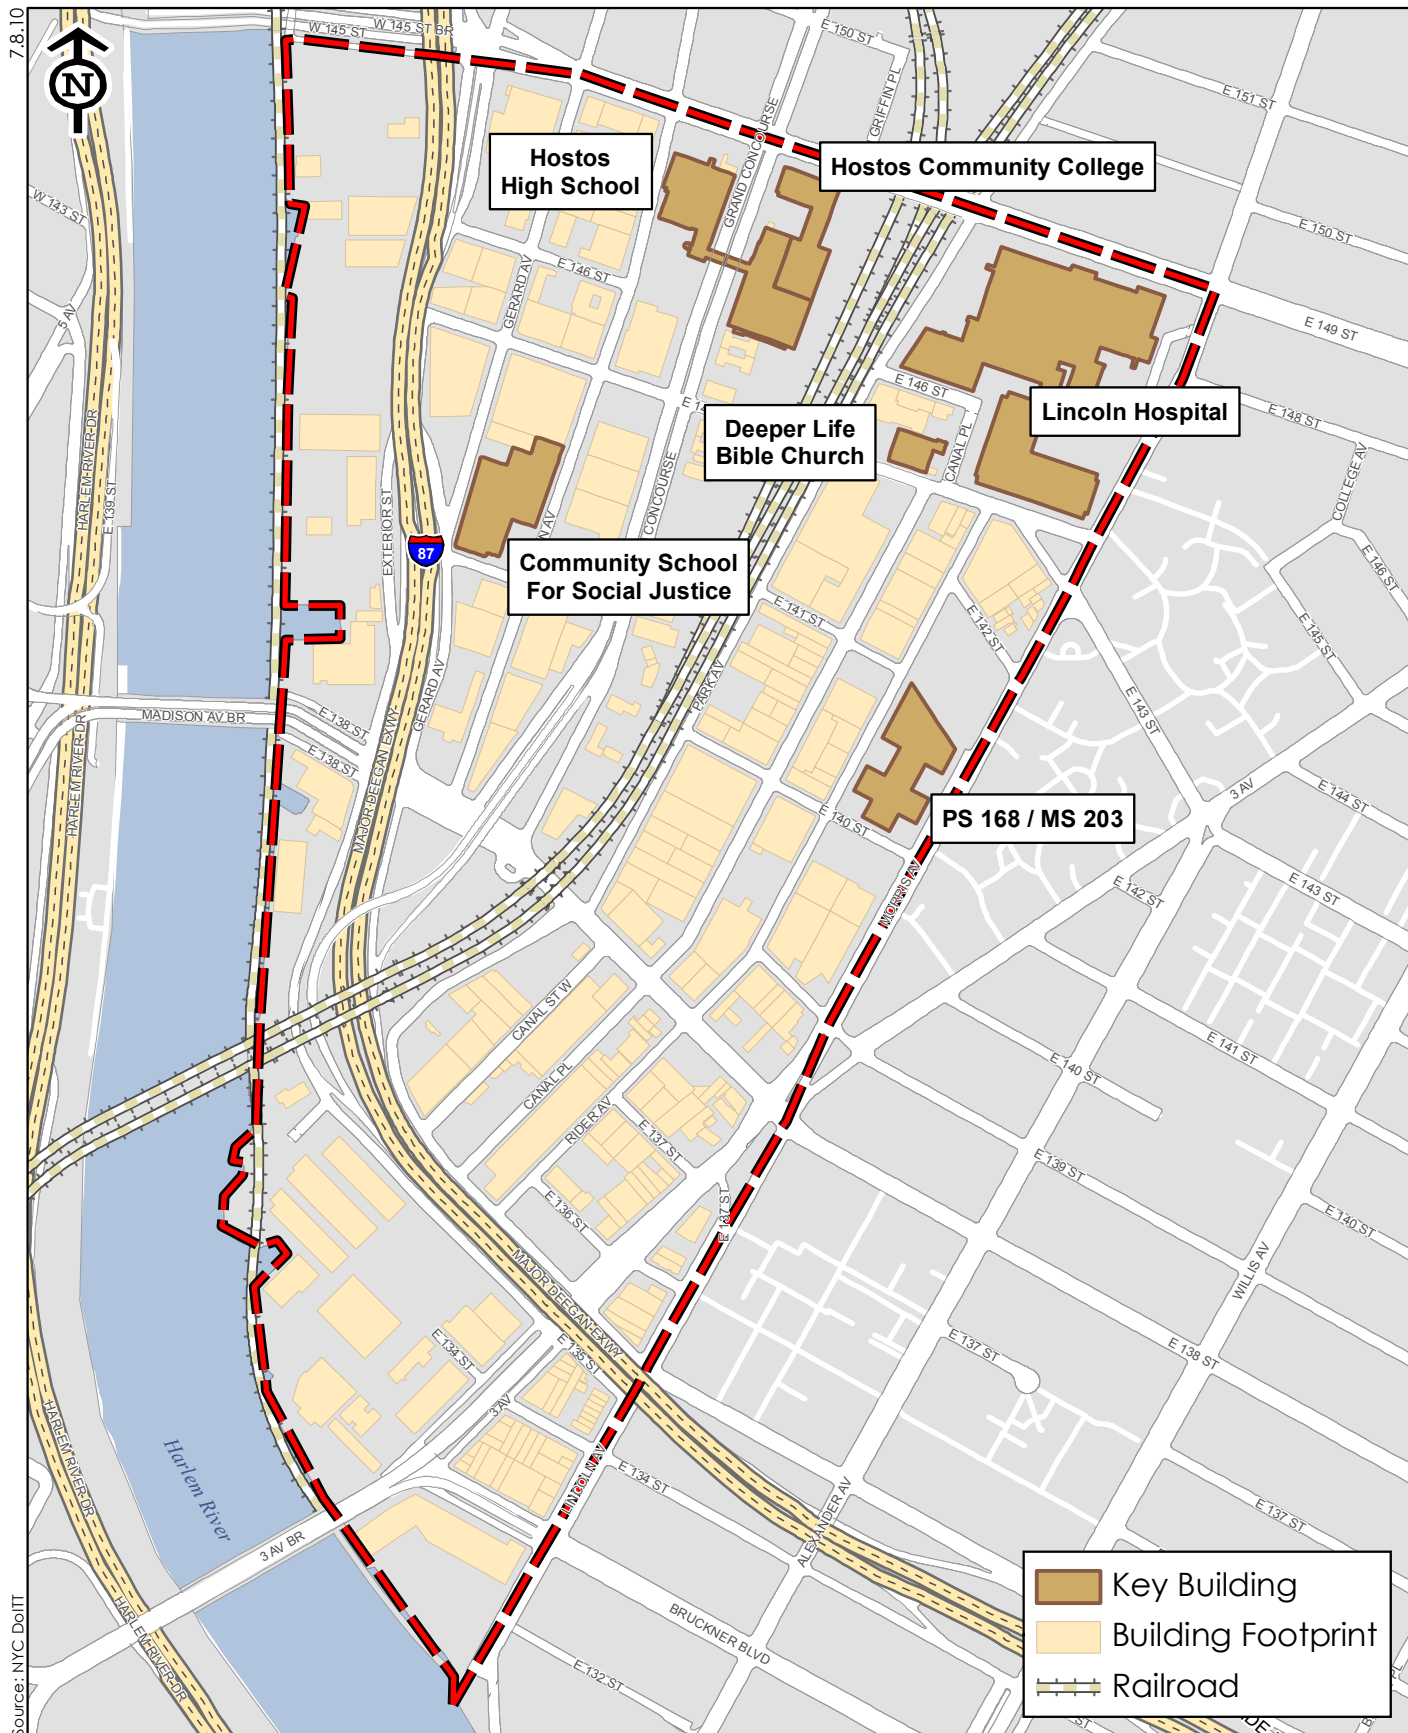 7.8.10
N
W 145 ST
W 145 ST BR
E 150 ST
GRIFFIN PL
E 151 ST
GRAND CONCOURSE
Hostos
High School
Hostos Community College
W 143 ST
5 AV
E 146 ST
GERARD AV
E 150 ST
E 149 ST
E 146 ST
Lincoln Hospital
E 148 ST
Deeper Life
Bible Church
CANAL PL
COLLEGE AV
HARLEM RIVER DR
E 139 ST
EXTERIOR ST
87
CONCOURSE
Community School
For Social Justice
E 146 ST
E 141 ST
E 142 ST
E 145 ST
PARK AV
GERARD AV
MADISON AV BR
E 138 ST
E 138 ST
HARLEM RIVER DR
HARLEM RIVER DR
MAJOR DEEGAN EXWY
E 143 ST
3 AV
E 144 ST
PS 168 / MS 203
E 140 ST
MORRIS AV
E 142 ST
E 143 ST
CANAL ST W
CANAL PL
RIDER AV
E 137 ST
E 141 ST
E 140 ST
E 139 ST
E 136 ST
E 137 ST
E 140 ST
WILLIS AV
MAJOR DEEGAN EXWY
E 134 ST
E 135 ST
3 AV
E 137 ST
E 138 ST
HARLEM RIVER DR
Harlem River
LINCOLN AV
E 134 ST
ALEXANDER AV
E 137 ST
3 AV BR
HARLEM RIVER DR
BRUCKNER BLVD
E 132 ST
Key Building
Building Footprint
Railroad
Source: NYC DoITT